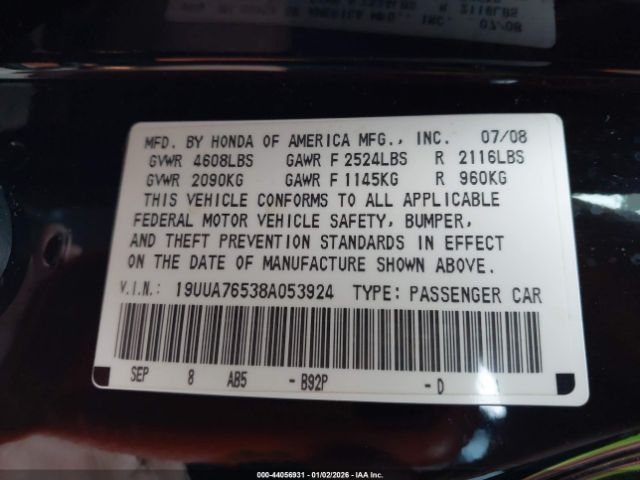 MFD. BY HONDA OF AMERICA MFG., INC. 07/08
GVWR 4608LBS GAWR F 2524LBS R 2116LBS
GVWR 2090KG GAWR F 1145KG R 960KG
THIS VEHICLE CONFORMS TO ALL APPLICABLE
FEDERAL MOTOR VEHICLE SAFETY, BUMPER,
AND THEFT PREVENTION STANDARDS IN EFFECT
ON THE DATE OF MANUFACTURE SHOWN ABOVE.
V.I.N.: 19UUA76538A053924 TYPE: PASSENGER CAR
SEP 8 AB5 - B92P - D
000-44056931 - 01/02/2026 - IAA Inc.